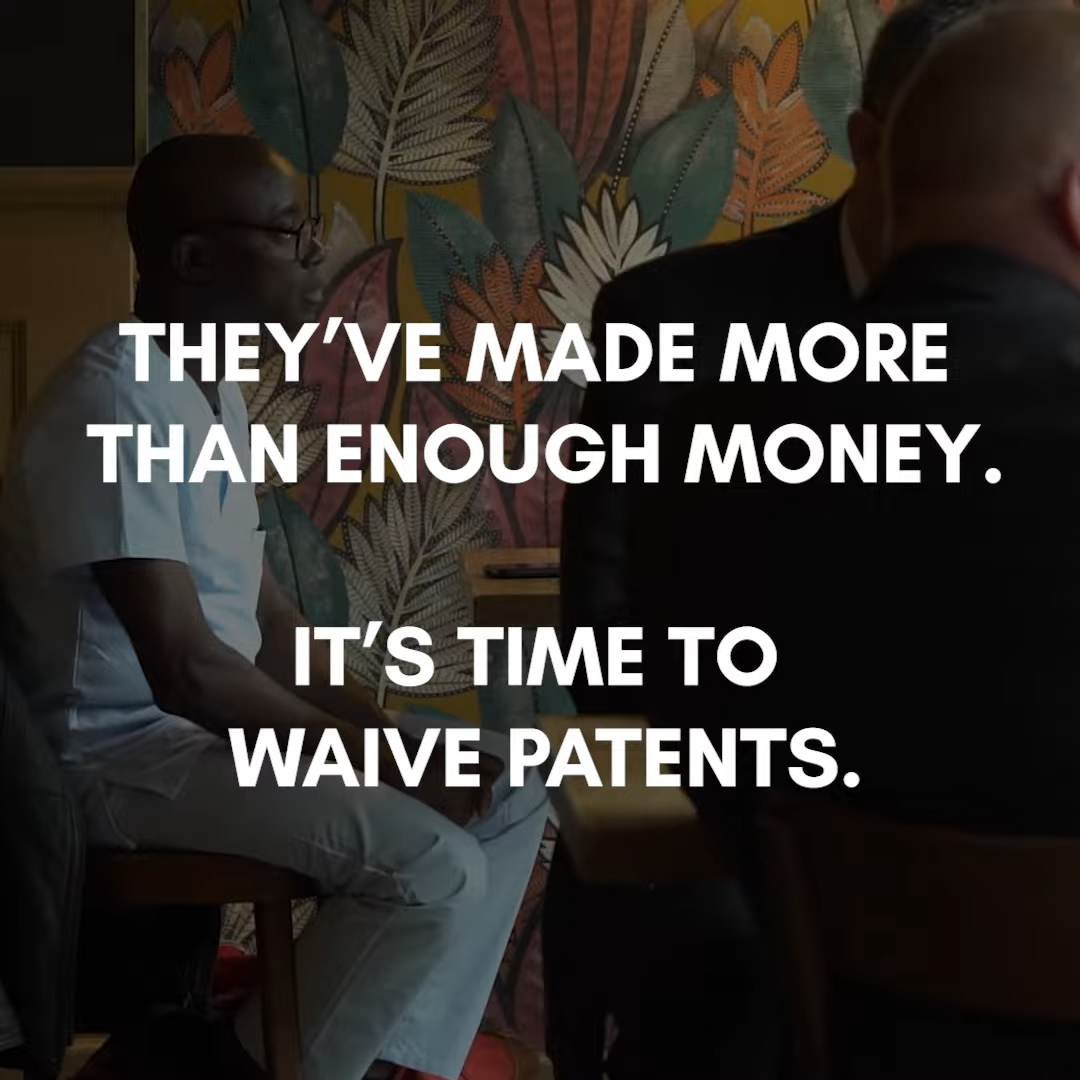 THEY’VE MADE MORE
THAN ENOUGH MONEY.
IT’S TIME TO
WAIVE PATENTS.